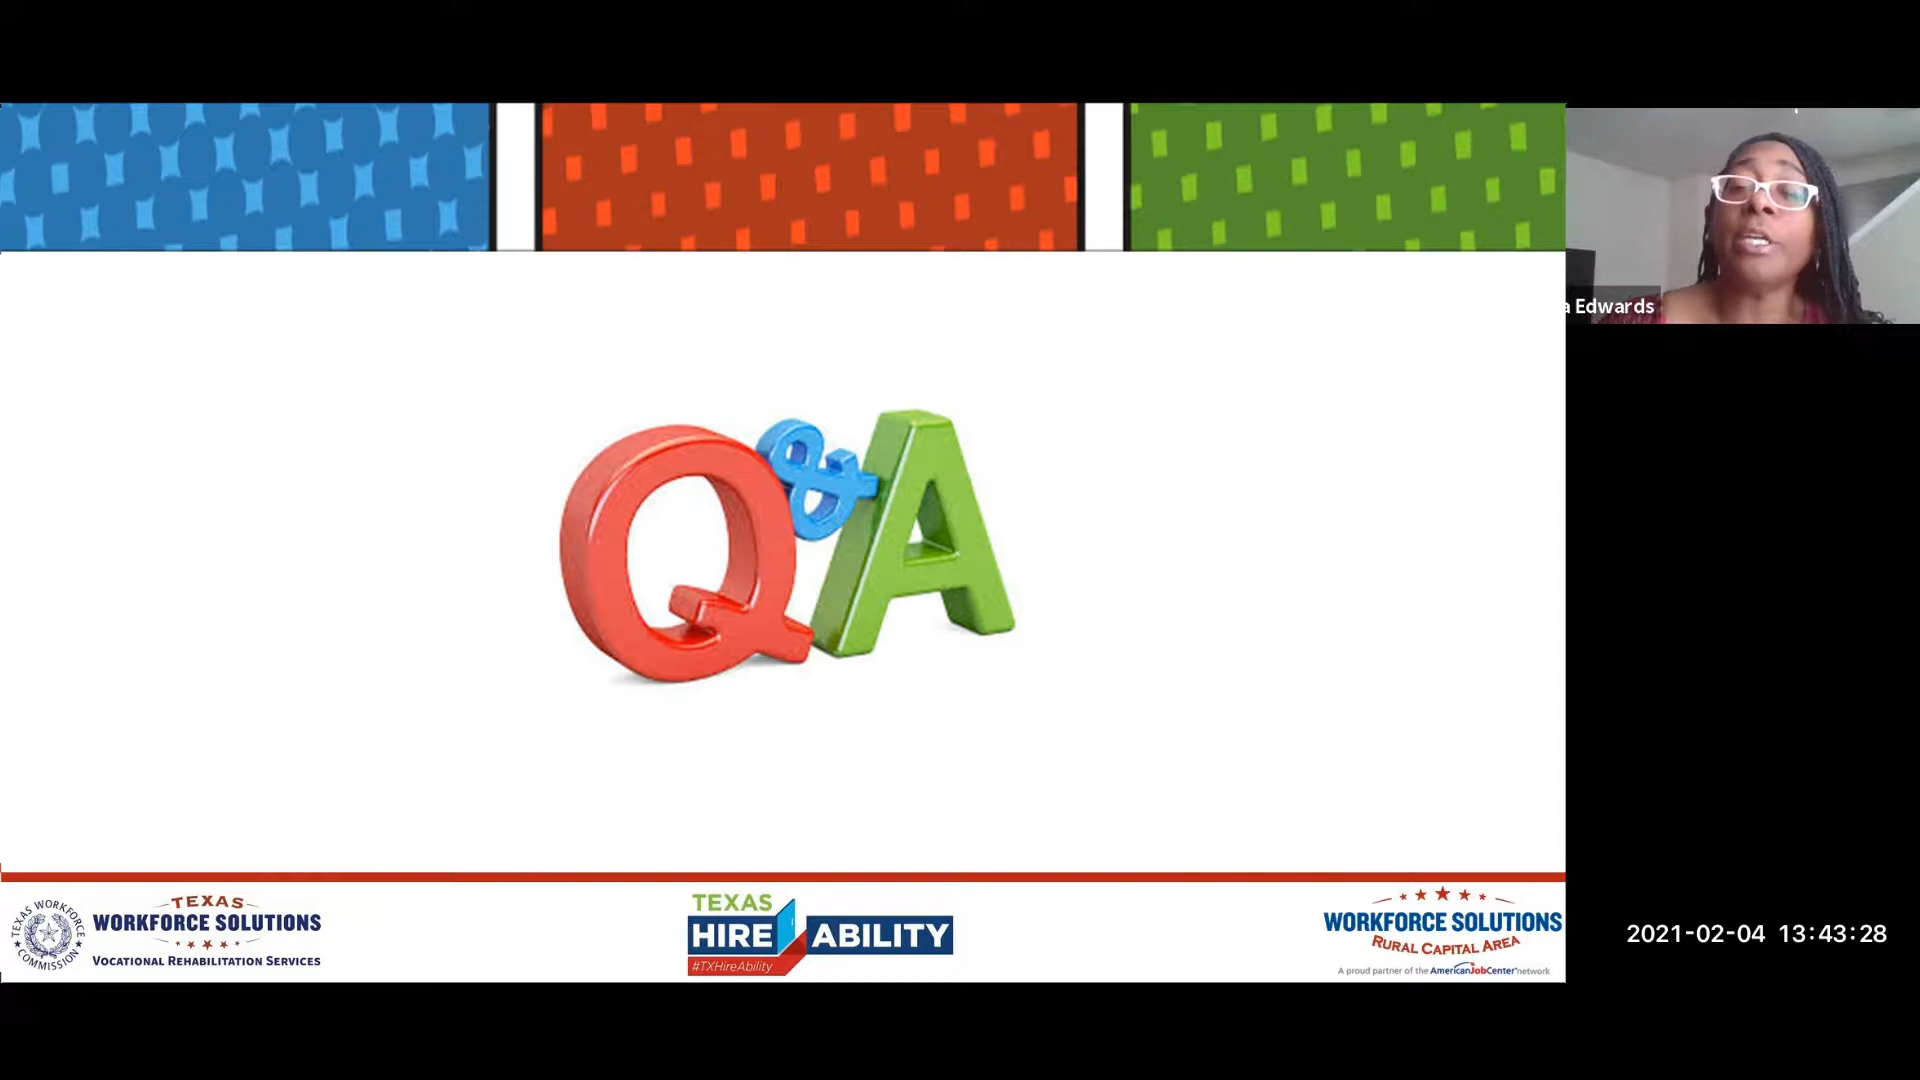 a Edwards
Q&A
TEXAS WORKFORCE COMMISSION
TEXAS
WORKFORCE SOLUTIONS
VOCATIONAL REHABILITATION SERVICES
TEXAS
HIRE ABILITY
#TXHireAbility
WORKFORCE SOLUTIONS
RURAL CAPITAL AREA
A proud partner of the AmericanJobCenter network
2021-02-04 13:43:28